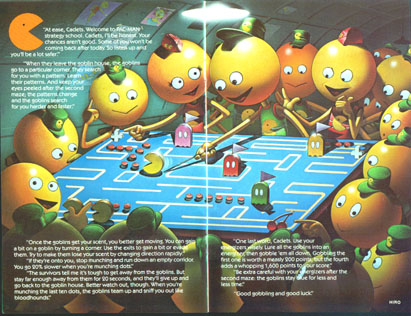 "At ease, Cadets. Welcome to PAC-MAN
strategy school. Cadets, I'll be honest. Your
chances aren't good. Some of you won't be
coming back after today. So listen up and
you'll be a lot safer."
"When they leave the goblin house, the goblins
go to a particular corner. They search
for you with a pattern. Learn
their patterns. And keep your
eyes peeled after the second
maze, the patterns change
and the goblins search
for you harder and faster."
"Once the goblins get your scent, you better get moving. You can gain
a bit on a goblin by turning a corner. Use the exits to gain a bit or evade
them. Try to make them lose your scent by changing direction rapidly.
"If they're onto you, stop munching and run down an empty corridor.
You go 20% slower when you're munching dots."
"The survivors tell me it's tough to get away from the goblins. But
stay far enough away from them for 20 seconds, and they'll give up and
go back to the goblin house. Better watch out, though. When you're
munching the last ten dots, the goblins team up and sniff you out like
bloodhounds."
"One last word, Cadets. Use your
energizers wisely. Lure all the goblins into an
energizer, then gobble 'em all down. Gobbling the
first one is worth a measly 200 points. But the fourth
adds a whopping 1,600 points to your score."
"Be extra careful with your energizers after the
second maze: the goblins stay blue for less and
less time."
"Good gobbling and good luck."
HIRO